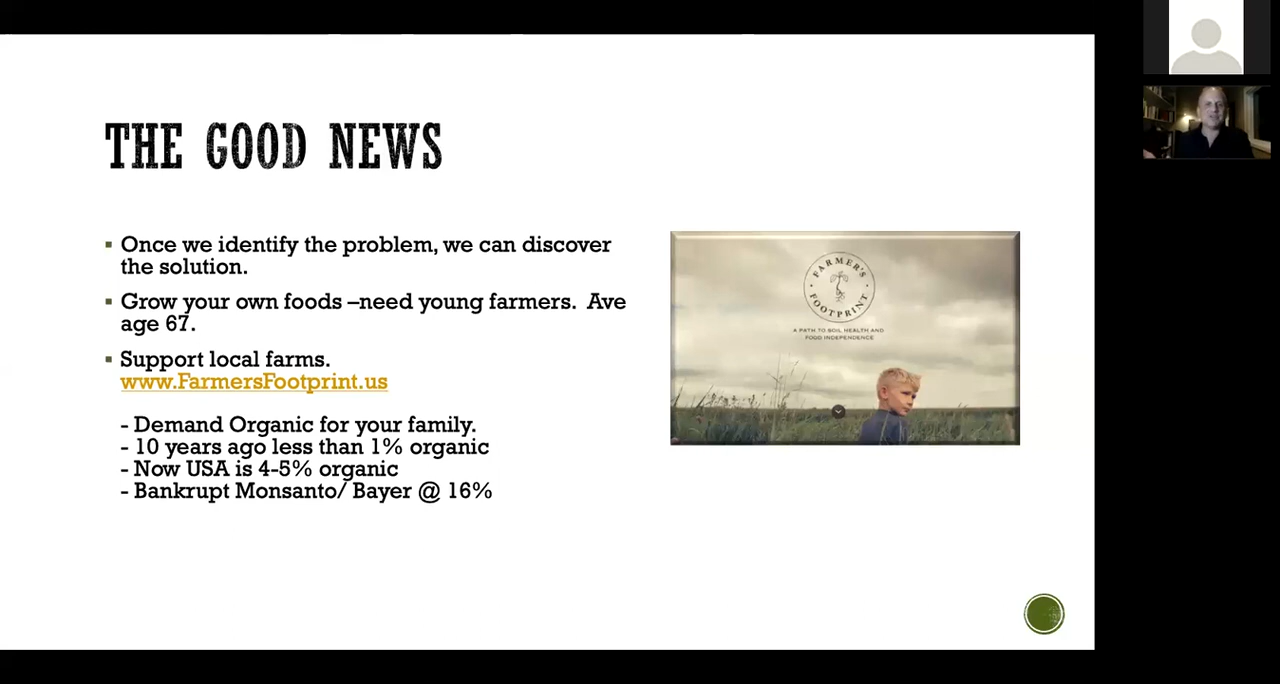 THE GOOD NEWS
▪ Once we identify the problem, we can discover
the solution.
▪ Grow your own foods –need young farmers.  Ave
age 67.
▪ Support local farms.
www.FarmersFootprint.us
- Demand Organic for your family.
- 10 years ago less than 1% organic
- Now USA is 4-5% organic
- Bankrupt Monsanto/ Bayer @ 16%
FARMER'S
FOOTPRINT
A PATH TO SOIL HEALTH AND
FOOD INDEPENDENCE